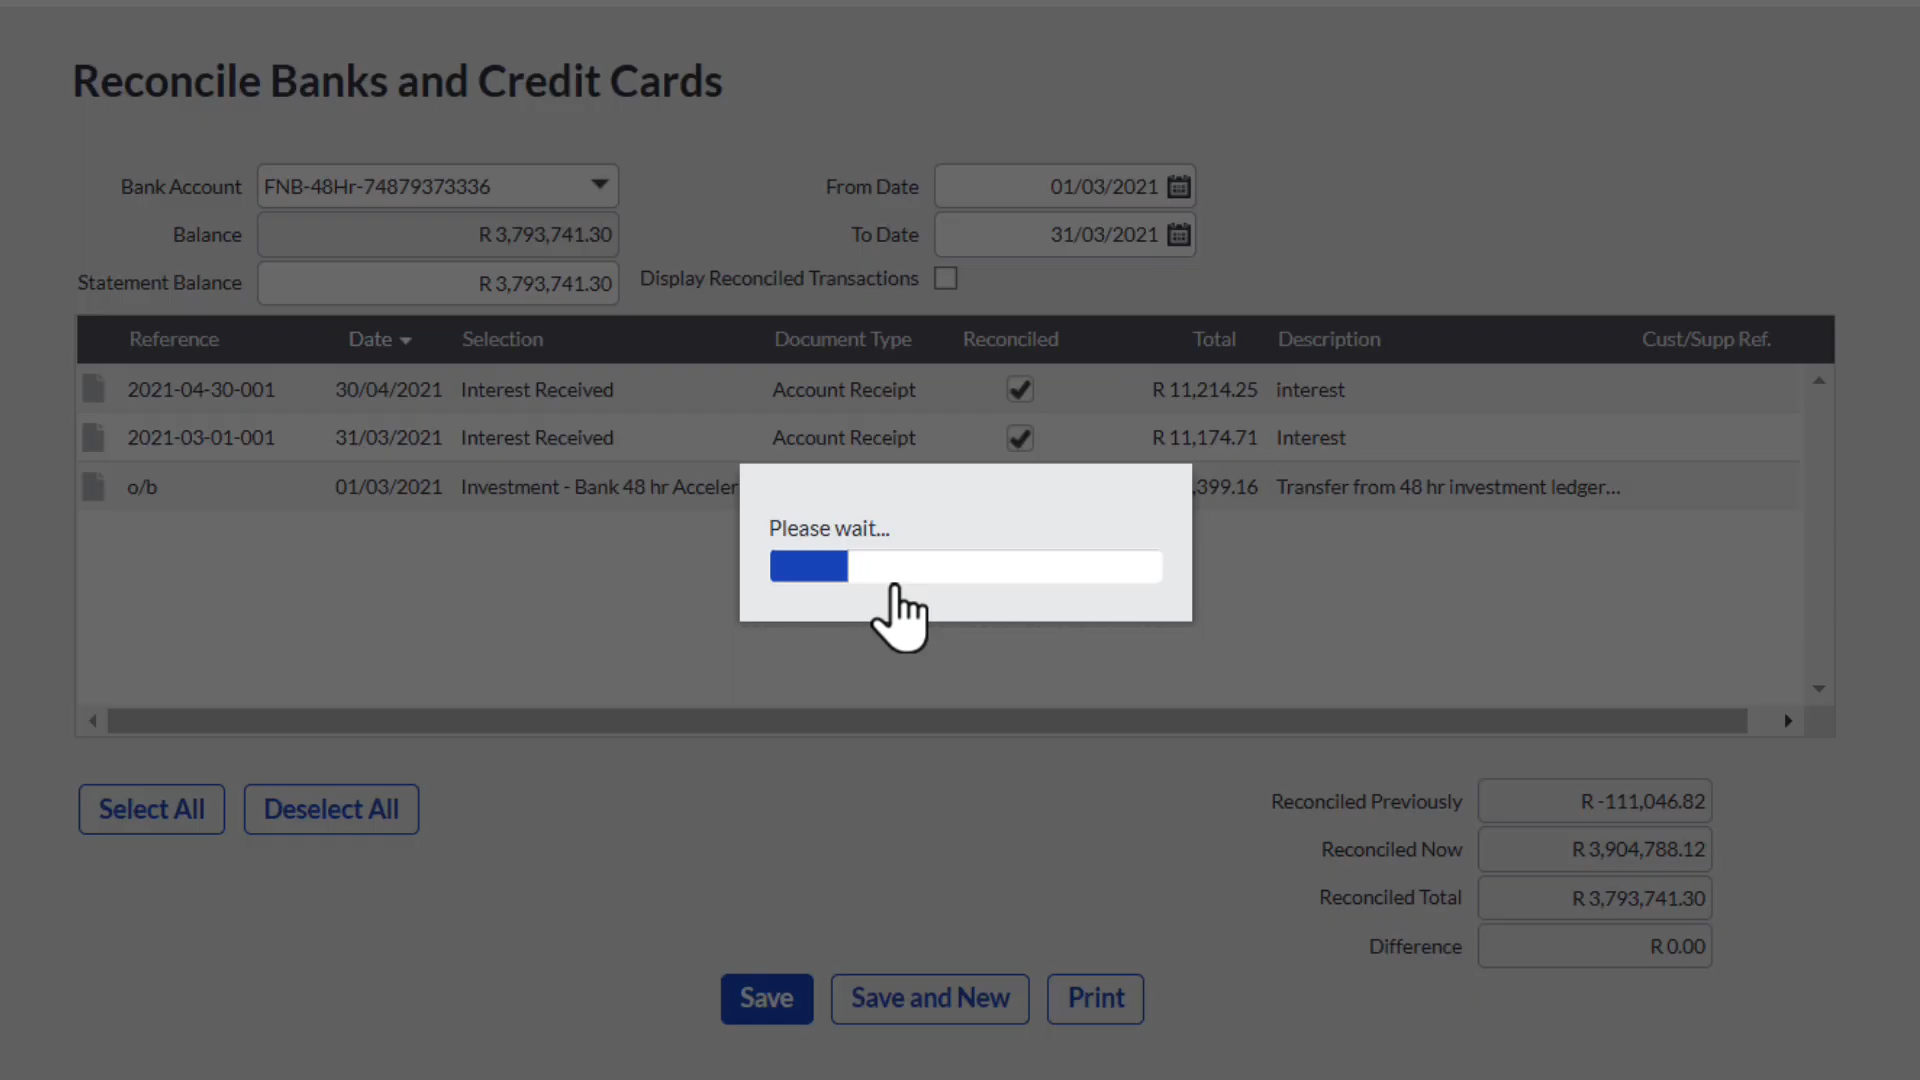 Reconcile Banks and Credit Cards
Bank Account FNB-48Hr-74879373336 From Date 01/03/2021
Balance R 3,793,741.30 To Date 31/03/2021
Statement Balance R 3,793,741.30 Display Reconciled Transactions
Reference Date Selection Document Type Reconciled Total Description Cust/Supp Ref.
2021-04-30-001 30/04/2021 Interest Received Account Receipt R 11,214.25 interest
2021-03-01-001 31/03/2021 Interest Received Account Receipt R 11,174.71 Interest
o/b 01/03/2021 Investment - Bank 48 hr Acceler ,399.16 Transfer from 48 hr investment ledger...
Please wait...
Select All Deselect All
Reconciled Previously R -111,046.82
Reconciled Now R 3,904,788.12
Reconciled Total R 3,793,741.30
Difference R 0.00
Save Save and New Print